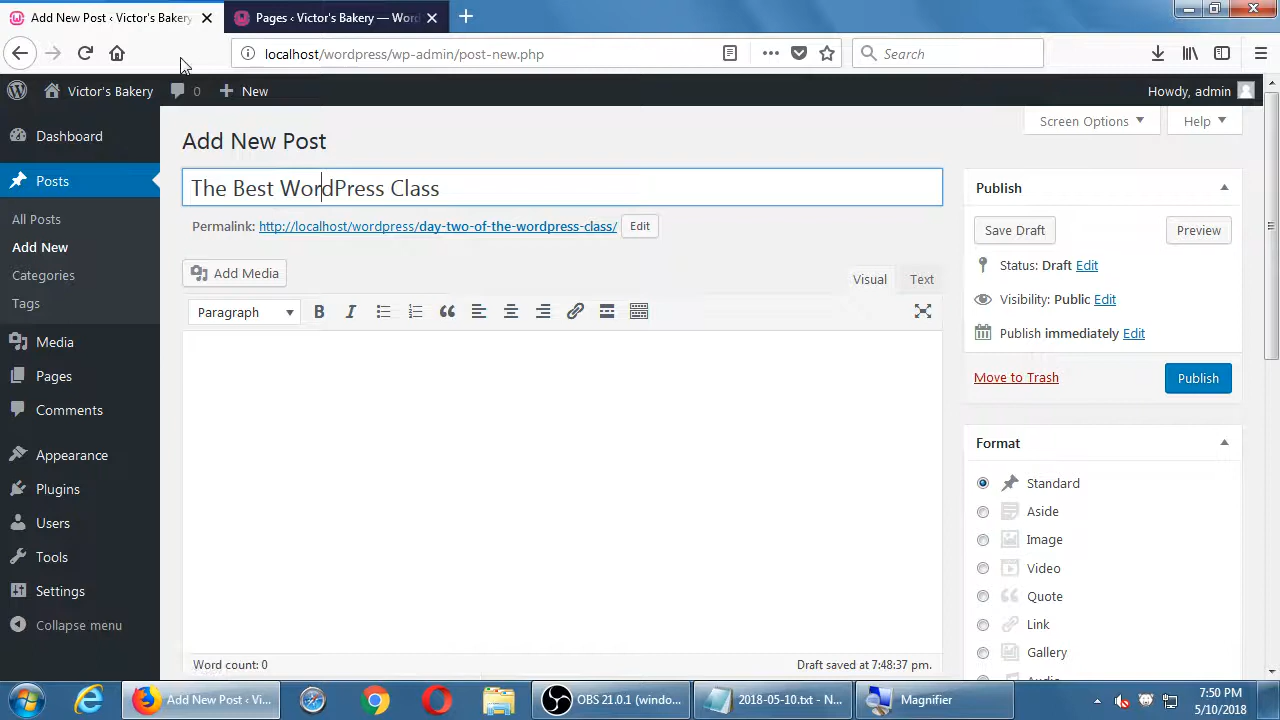 Add New Post ‹ Victor's Bakery
Pages ‹ Victor's Bakery — Word
localhost/wordpress/wp-admin/post-new.php
Search
Victor's Bakery
0
New
Howdy, admin
Dashboard
Posts
All Posts
Add New
Categories
Tags
Media
Pages
Comments
Appearance
Plugins
Users
Tools
Settings
Collapse menu
Screen Options
Help
Add New Post
The Best WordPress Class
Permalink: http://localhost/wordpress/day-two-of-the-wordpress-class/
Edit
Add Media
Visual
Text
Paragraph
B
I
Word count: 0
Draft saved at 7:48:37 pm.
Publish
Save Draft
Preview
Status: Draft Edit
Visibility: Public Edit
Publish immediately Edit
Move to Trash
Publish
Format
Standard
Aside
Image
Video
Quote
Link
Gallery
Add New Post ‹ Vi...
OBS 21.0.1 (windo...
2018-05-10.txt - N...
Magnifier
7:50 PM
5/10/2018